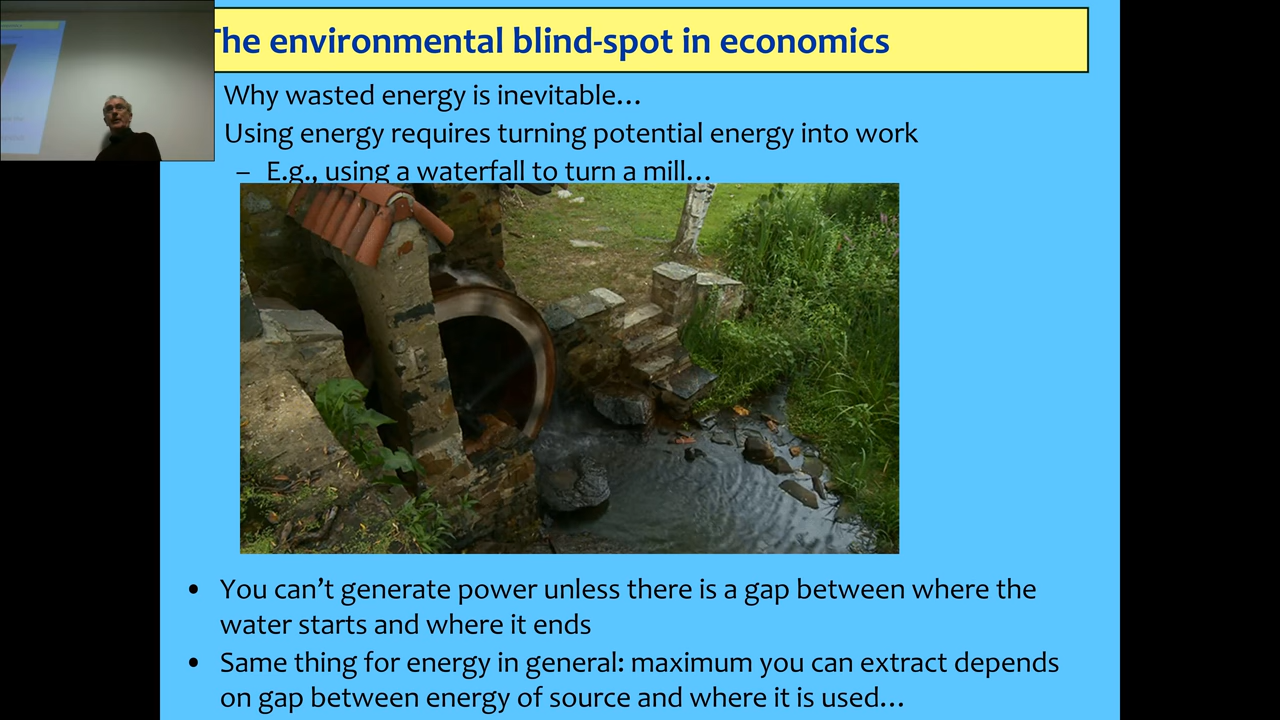 The environmental blind-spot in economics
Why wasted energy is inevitable…
Using energy requires turning potential energy into work
– E.g., using a waterfall to turn a mill…
• You can’t generate power unless there is a gap between where the
water starts and where it ends
• Same thing for energy in general: maximum you can extract depends
on gap between energy of source and where it is used…